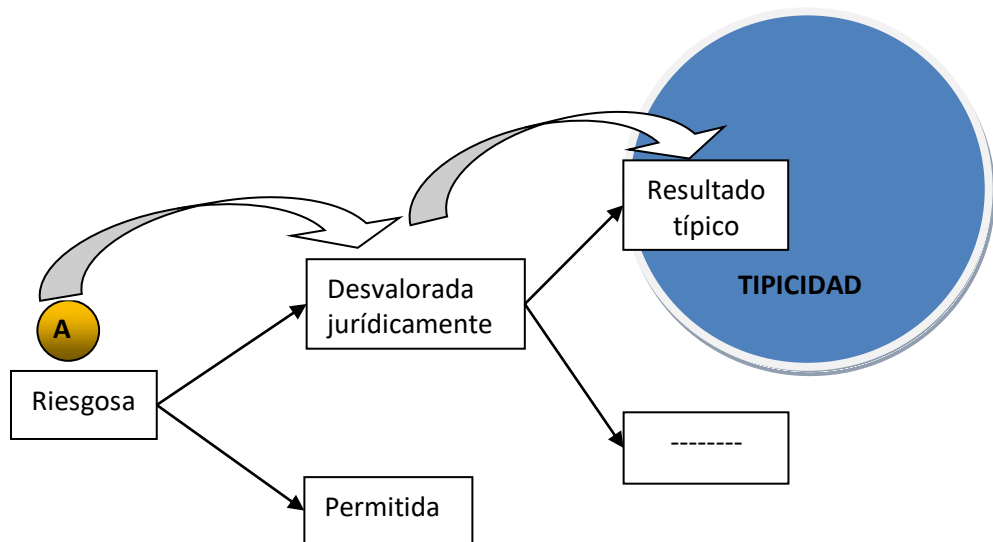 Resultado
típico
TIPICIDAD
Desvalorada
jurídicamente
A
Riesgosa
--------
Permitida